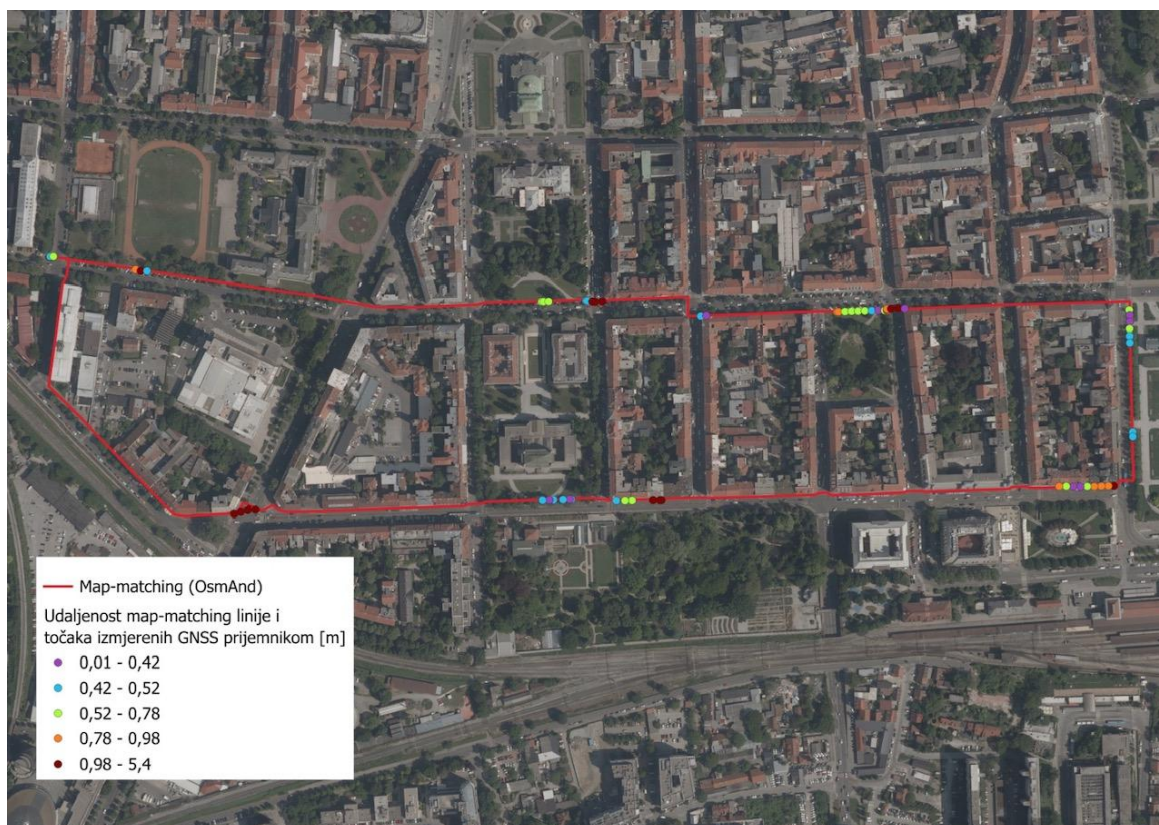 Map-matching (OsmAnd)
Udaljenost map-matching linije i
točaka izmjerenih GNSS prijemnikom [m]
0,01 - 0,42
0,42 - 0,52
0,52 - 0,78
0,78 - 0,98
0,98 - 5,4